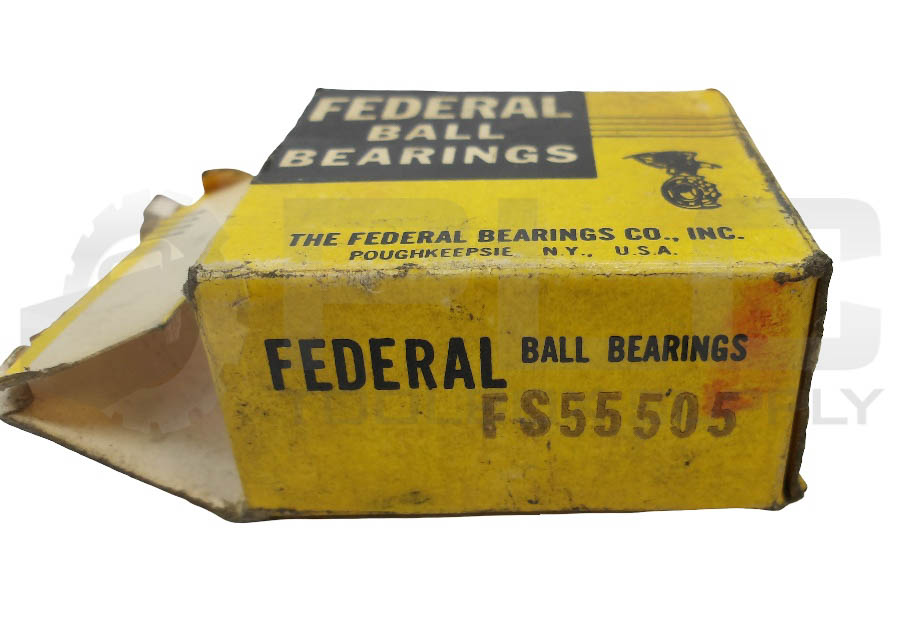 FEDERAL
BALL
BEARINGS
THE FEDERAL BEARINGS CO., INC.
POUGHKEEPSIE N.Y., U.S.A.
FEDERAL BALL BEARINGS
FS55505